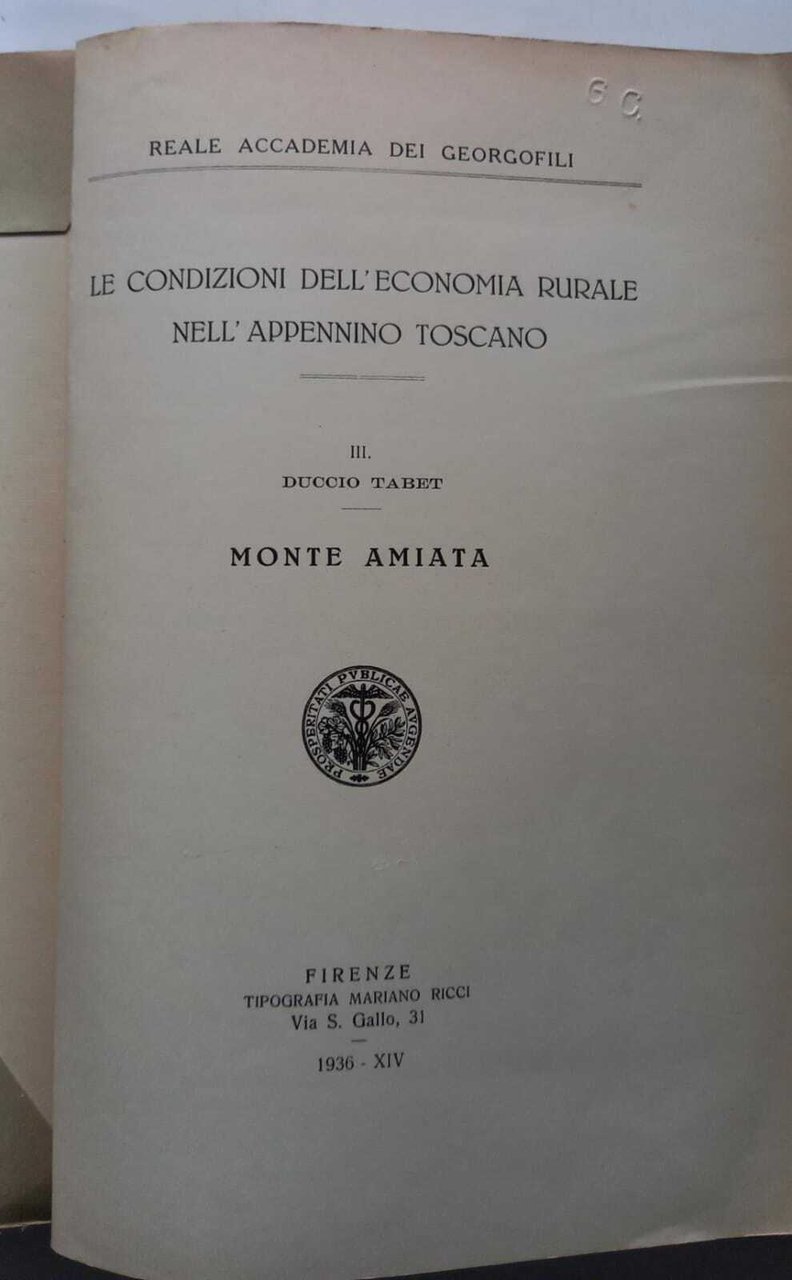 6 C.
REALE ACCADEMIA DEI GEORGOFILI
LE CONDIZIONI DELL'ECONOMIA RURALE
NELL'APPENNINO TOSCANO
III.
DUCCIO TABET
MONTE AMIATA
PROSPERITATI PVBLICAE AVGENDAE
FIRENZE
TIPOGRAFIA MARIANO RICCI
Via S. Gallo, 31
1936 - XIV